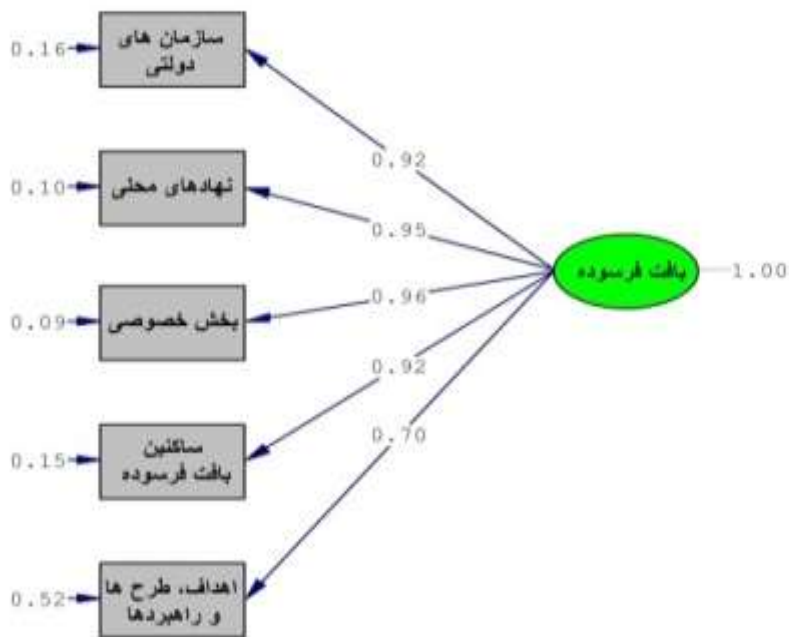 0.16
سازمان های
دولتی
0.92
0.10
نهادهای محلی
0.95
بافت فرسوده
1.00
0.96
0.09
بخش خصوصی
0.92
0.15
ساکنین
بافت فرسوده
0.70
0.52
اهداف، طرح ها
و راهبردها